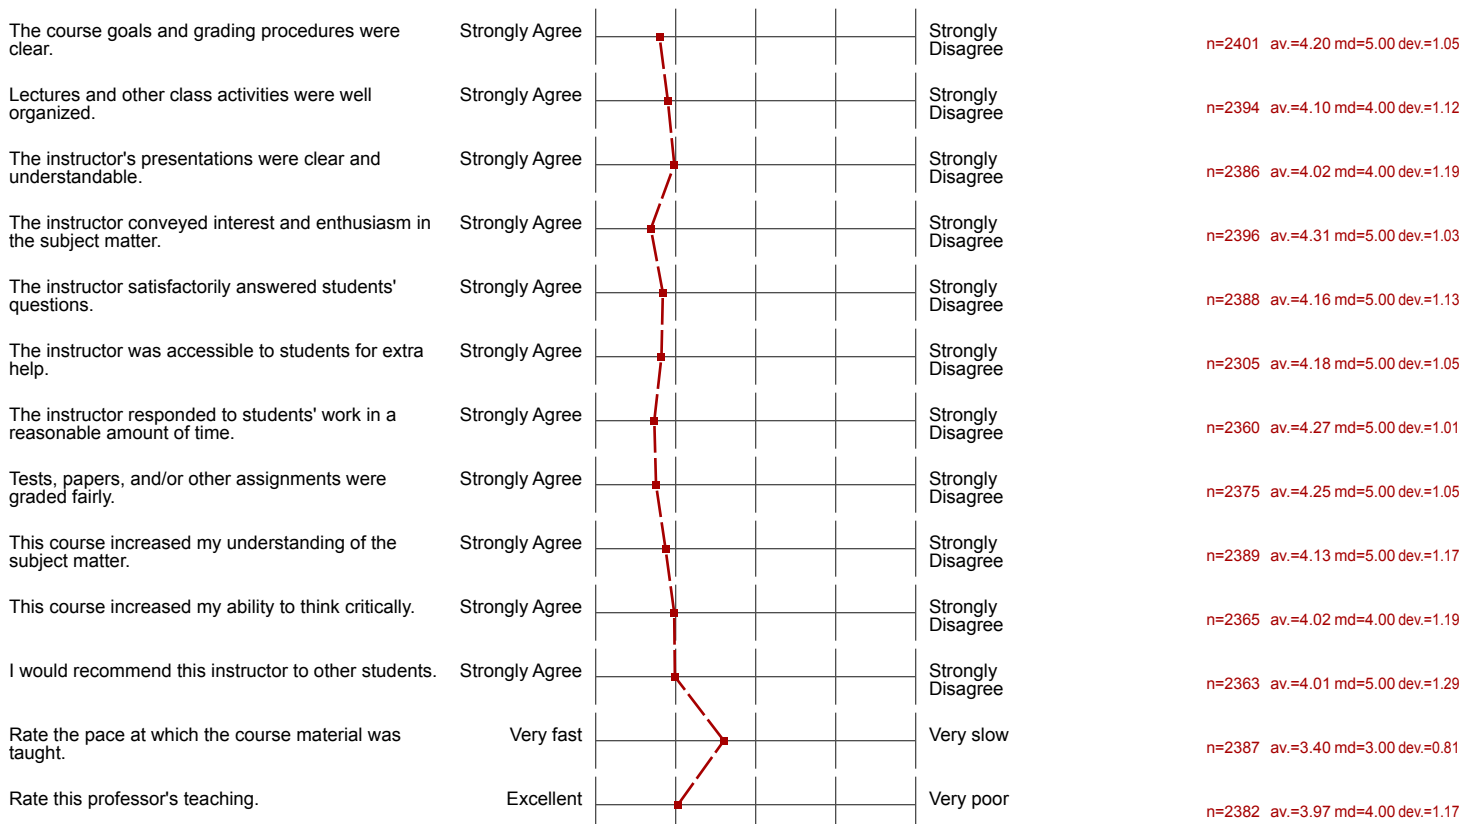 The course goals and grading procedures were
clear.
Strongly Agree
Strongly
Disagree
n=2401 av.=4.20 md=5.00 dev.=1.05
Lectures and other class activities were well
organized.
Strongly Agree
Strongly
Disagree
n=2394 av.=4.10 md=4.00 dev.=1.12
The instructor's presentations were clear and
understandable.
Strongly Agree
Strongly
Disagree
n=2386 av.=4.02 md=4.00 dev.=1.19
The instructor conveyed interest and enthusiasm in
the subject matter.
Strongly Agree
Strongly
Disagree
n=2396 av.=4.31 md=5.00 dev.=1.03
The instructor satisfactorily answered students'
questions.
Strongly Agree
Strongly
Disagree
n=2388 av.=4.16 md=5.00 dev.=1.13
The instructor was accessible to students for extra
help.
Strongly Agree
Strongly
Disagree
n=2305 av.=4.18 md=5.00 dev.=1.05
The instructor responded to students' work in a
reasonable amount of time.
Strongly Agree
Strongly
Disagree
n=2360 av.=4.27 md=5.00 dev.=1.01
Tests, papers, and/or other assignments were
graded fairly.
Strongly Agree
Strongly
Disagree
n=2375 av.=4.25 md=5.00 dev.=1.05
This course increased my understanding of the
subject matter.
Strongly Agree
Strongly
Disagree
n=2389 av.=4.13 md=5.00 dev.=1.17
This course increased my ability to think critically.
Strongly Agree
Strongly
Disagree
n=2365 av.=4.02 md=4.00 dev.=1.19
I would recommend this instructor to other students.
Strongly Agree
Strongly
Disagree
n=2363 av.=4.01 md=5.00 dev.=1.29
Rate the pace at which the course material was
taught.
Very fast
Very slow
n=2387 av.=3.40 md=3.00 dev.=0.81
Rate this professor's teaching.
Excellent
Very poor
n=2382 av.=3.97 md=4.00 dev.=1.17